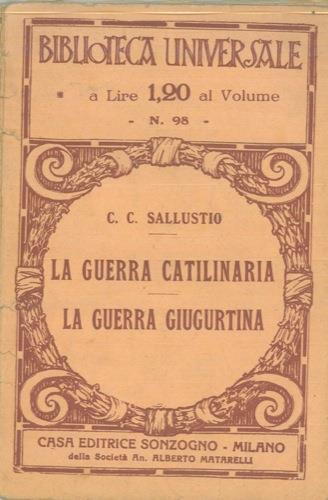 BIBLIOTECA UNIVERSALE
a Lire 1,20 al Volume
- N. 98 -
C. C. SALLUSTIO
LA GUERRA CATILINARIA
LA GUERRA GIUGURTINA
CASA EDITRICE SONZOGNO - MILANO
della Società An. ALBERTO MATARELLI